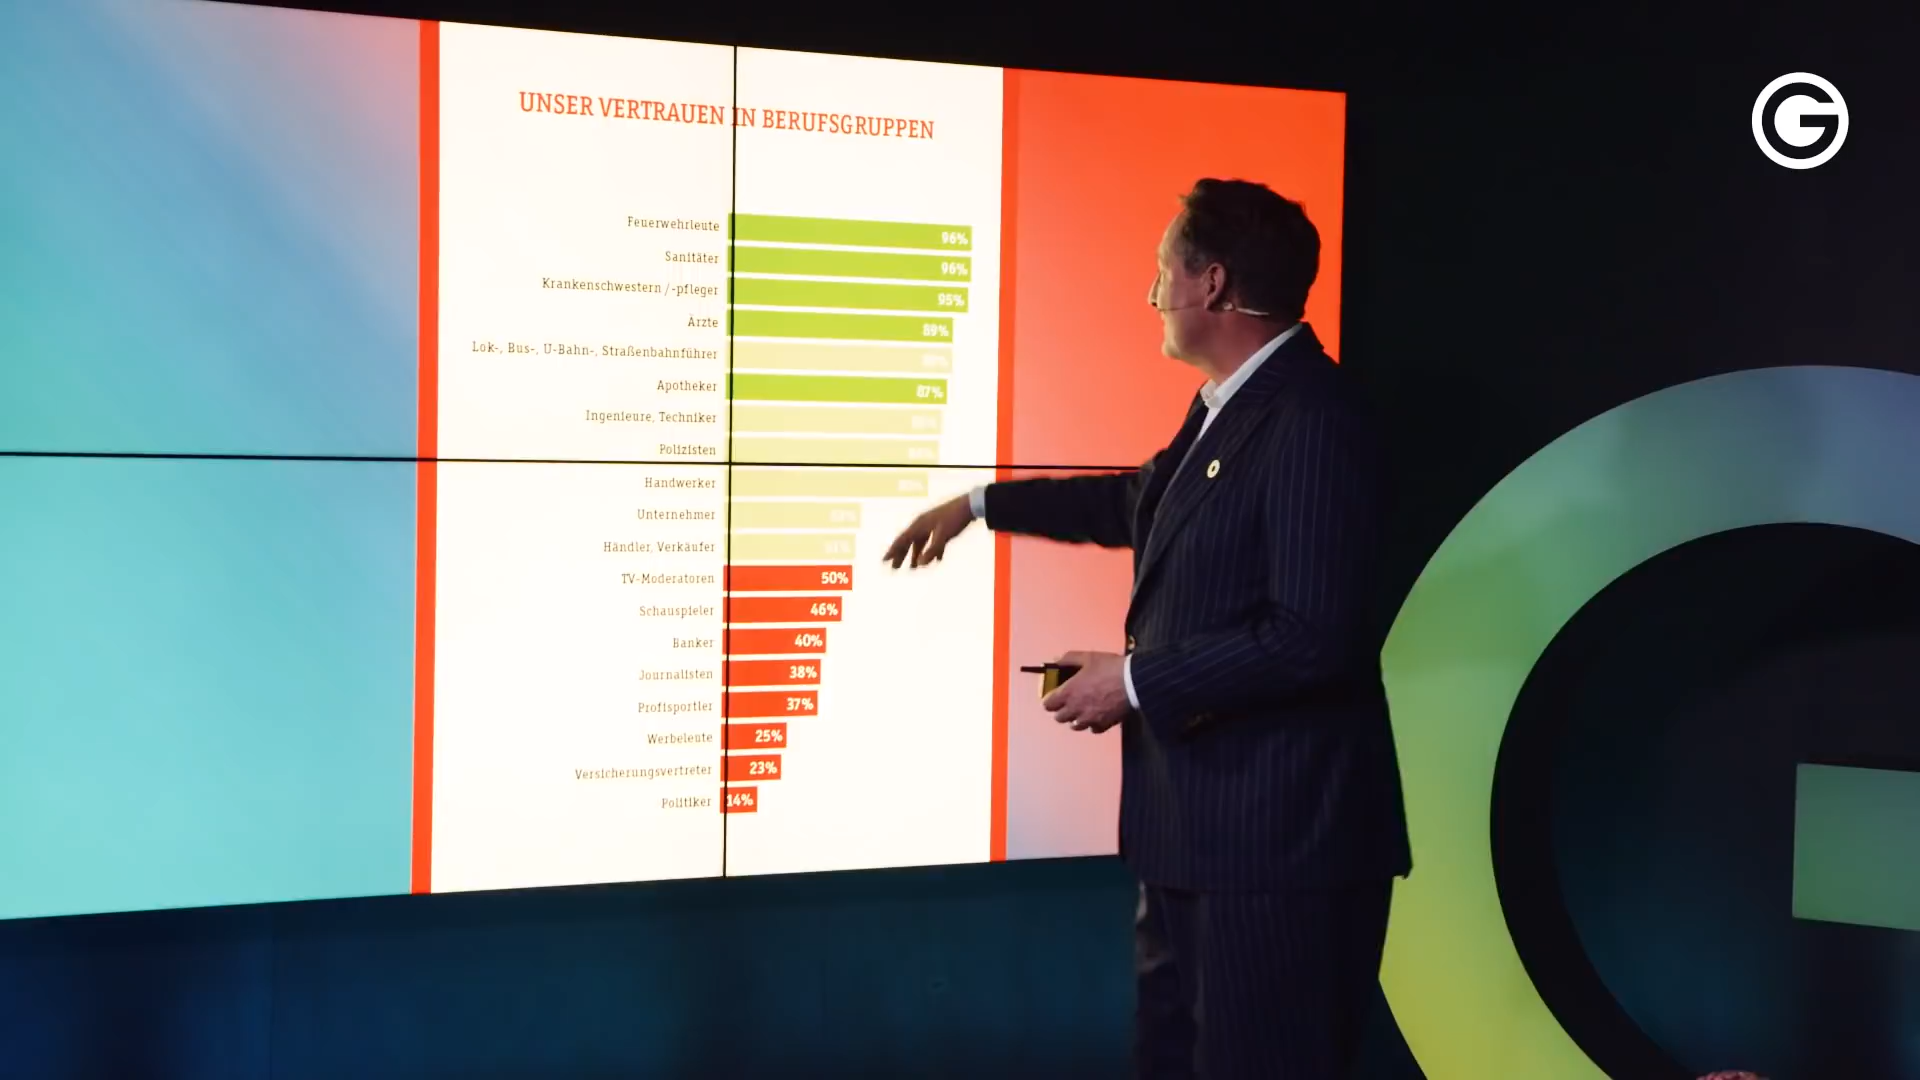 UNSER VERTRAUEN IN BERUFSGRUPPEN
Feuerwehrleute 96%
Sanitäter 96%
Krankenschwestern /-pfleger 95%
Ärzte 89%
Lok-, Bus-, U-Bahn-, Straßenbahnführer
Apotheker 87%
Ingenieure, Techniker
Polizisten
Handwerker
Unternehmer
Händler, Verkäufer
TV-Moderatoren 50%
Schauspieler 46%
Banker 40%
Journalisten 38%
Profisportler 37%
Werbeleute 25%
Versicherungsvertreter 23%
Politiker 14%
G